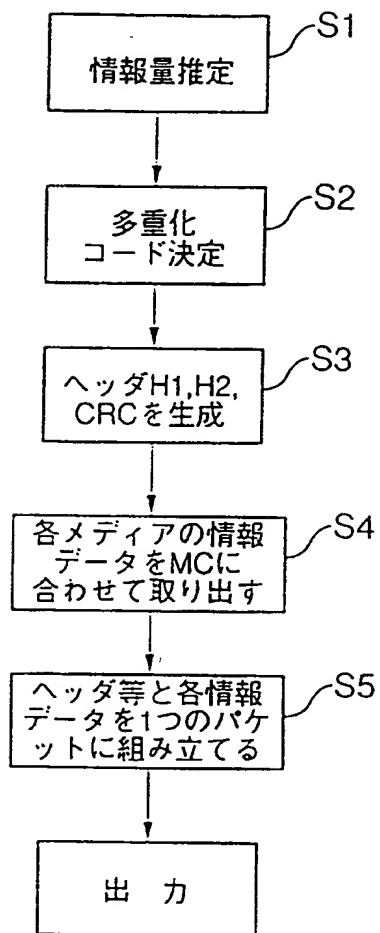 S1
情報量推定
S2
多重化
コード決定
S3
ヘッダH1,H2,
CRCを生成
S4
各メディアの情報
データをMCに
合わせて取り出す
S5
ヘッダ等と各情報
データを1つのパケ
ットに組み立てる
出 力